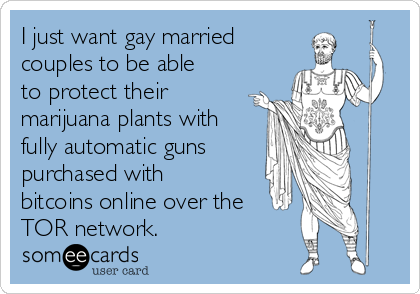 I just want gay married
couples to be able
to protect their
marijuana plants with
fully automatic guns
purchased with
bitcoins online over the
TOR network.
someecards
user card